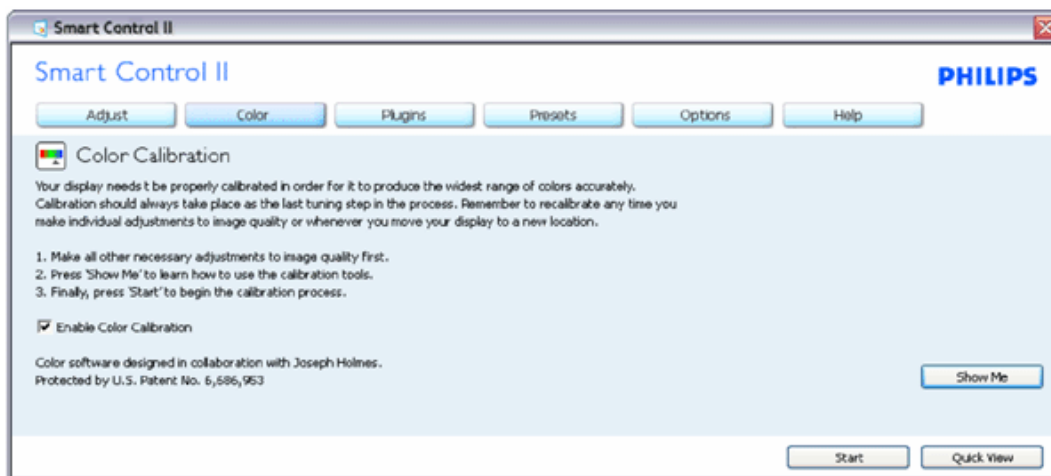 Smart Control II
Smart Control II
PHILIPS
Adjust
Color
Plugins
Presets
Options
Help
Color Calibration
Your display needs t be properly calibrated in order for it to produce the widest range of colors accurately.
Calibration should always take place as the last tuning step in the process. Remember to recalibrate any time you
make individual adjustments to image quality or whenever you move your display to a new location.
1. Make all other necessary adjustments to image quality first.
2. Press 'Show Me' to learn how to use the calibration tools.
3. Finally, press 'Start' to begin the calibration process.
Enable Color Calibration
Color software designed in collaboration with Joseph Holmes.
Protected by U.S. Patent No. 6,686,953
Show Me
Start
Quick View